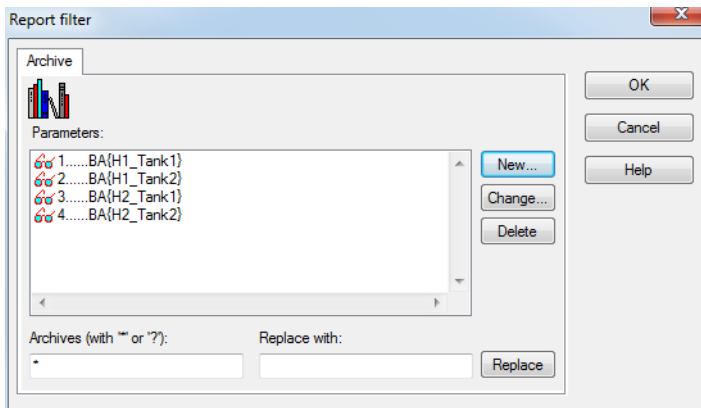 Report filter
Archive
OK
Parameters:
Cancel
1......BA{H1_Tank1}
New...
Help
2......BA{H1_Tank2}
3......BA{H2_Tank1}
Change...
4......BA{H2_Tank2}
Delete
Archives (with '*' or '?'):
Replace with:
*
Replace